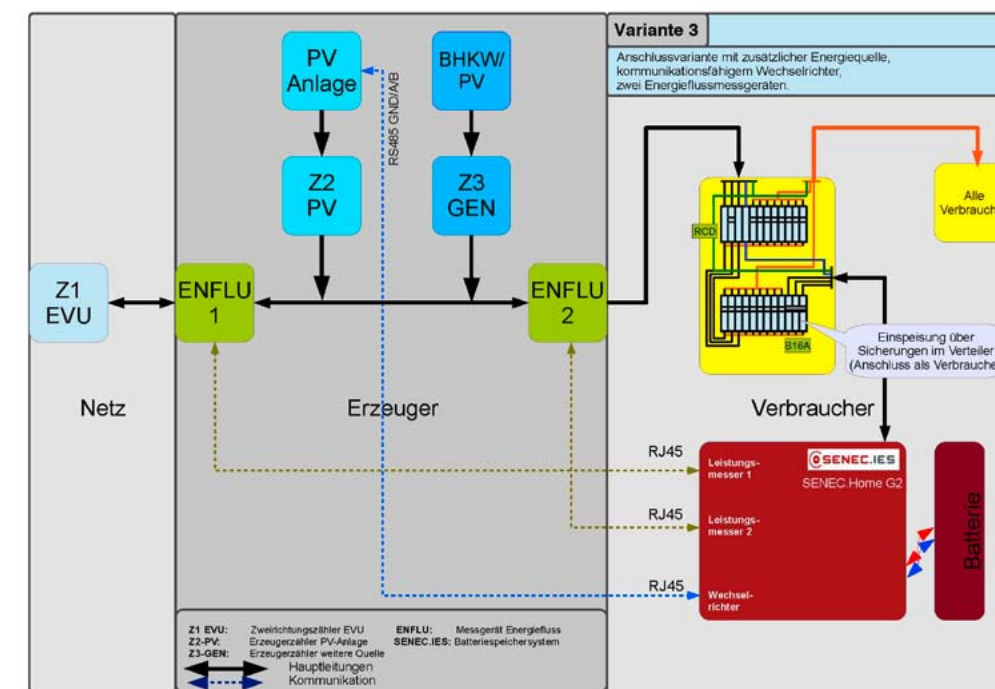 Variante 3
Anschlussvariante mit zusätzlicher Energiequelle,
kommunikationsfähigem Wechselrichter,
zwei Energieflussmessgeräten.
PV
Anlage
BHKW/
PV
RS485 GND/A/B
Z2
PV
Z3
GEN
Alle
Verbrauch
RCD
Z1
EVU
ENFLU
1
ENFLU
2
B16A
Einspeisung über
Sicherungen im Verteiler
(Anschluss als Verbrauche
Netz
Erzeuger
Verbraucher
RJ45
Leistungs-
messer 1
SENEC.IES
SENEC.Home G2
RJ45
Leistungs-
messer 2
Batterie
RJ45
Wechsel-
richter
Z1 EVU: Zweirichtungszähler EVU ENFLU: Messgerät Energiefluss
Z2-PV: Erzeugerzähler PV-Anlage SENEC.IES: Batteriespeichersystem
Z3-GEN: Erzeugerzähler weitere Quelle
Hauptleitungen
Kommunikation